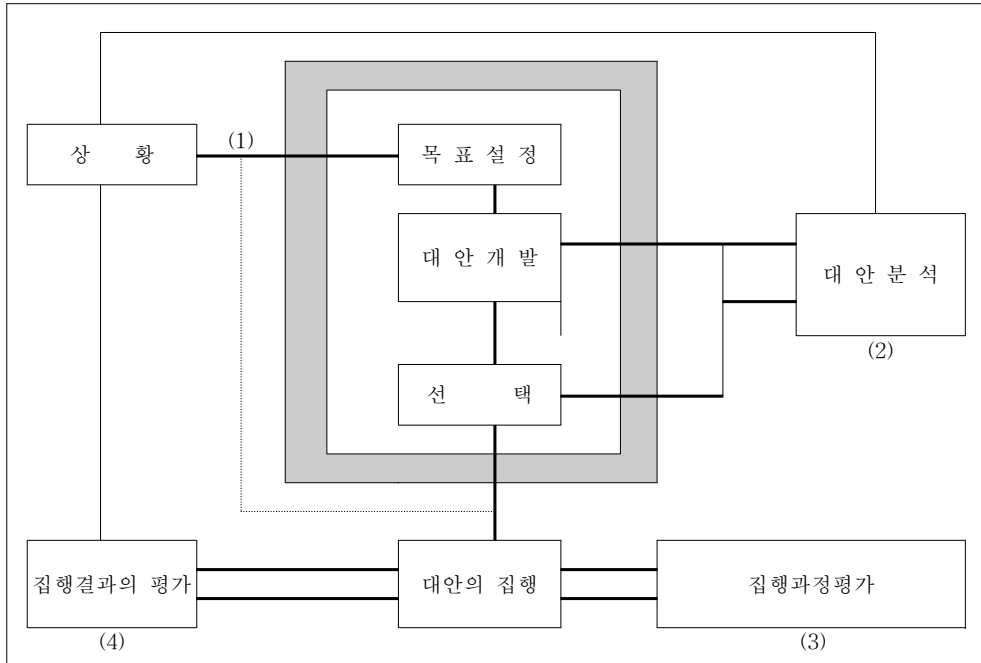 (1)
상 황
목 표 설 정
대 안 개 발
대 안 분 석
(2)
선 택
집행결과의 평가
대안의 집행
집행과정평가
(4)
(3)